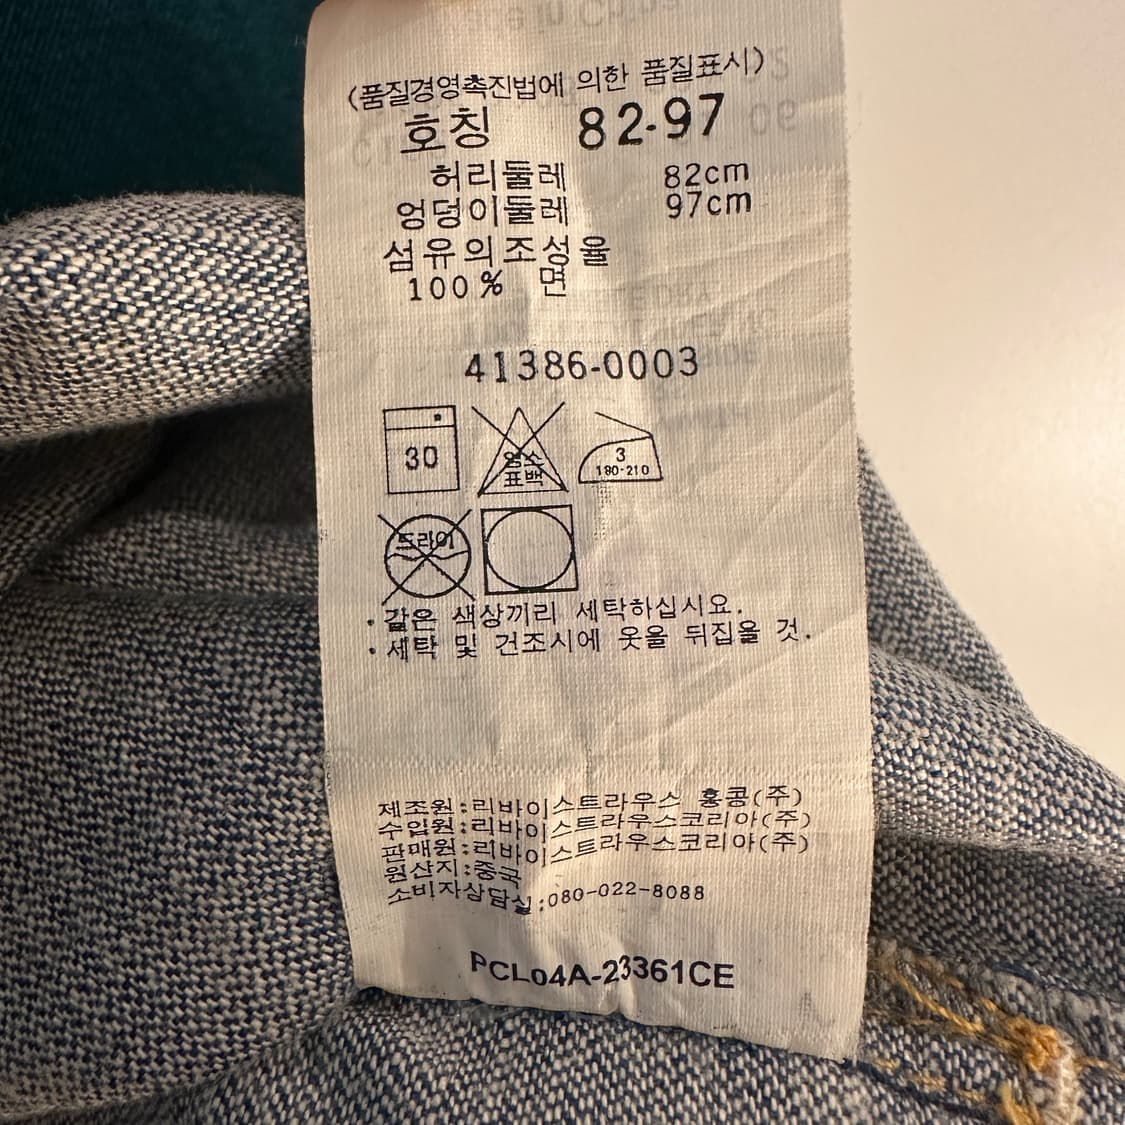 (품질경영촉진법에 의한 품질표시)
호칭 82-97
허리둘레 82cm
엉덩이둘레 97cm
섬유의조성율
100% 면
41386-0003
30
염소
표백
3
180-210
드라이
·같은 색상끼리 세탁하십시요.
·세탁 및 건조시에 옷을 뒤집을 것.
제조원:리바이스트라우스 홍콩(주)
수입원:리바이스트라우스코리아(주)
판매원:리바이스트라우스코리아(주)
원산지:중국
소비자상담실:080-022-8088
PCL04A-23361CE